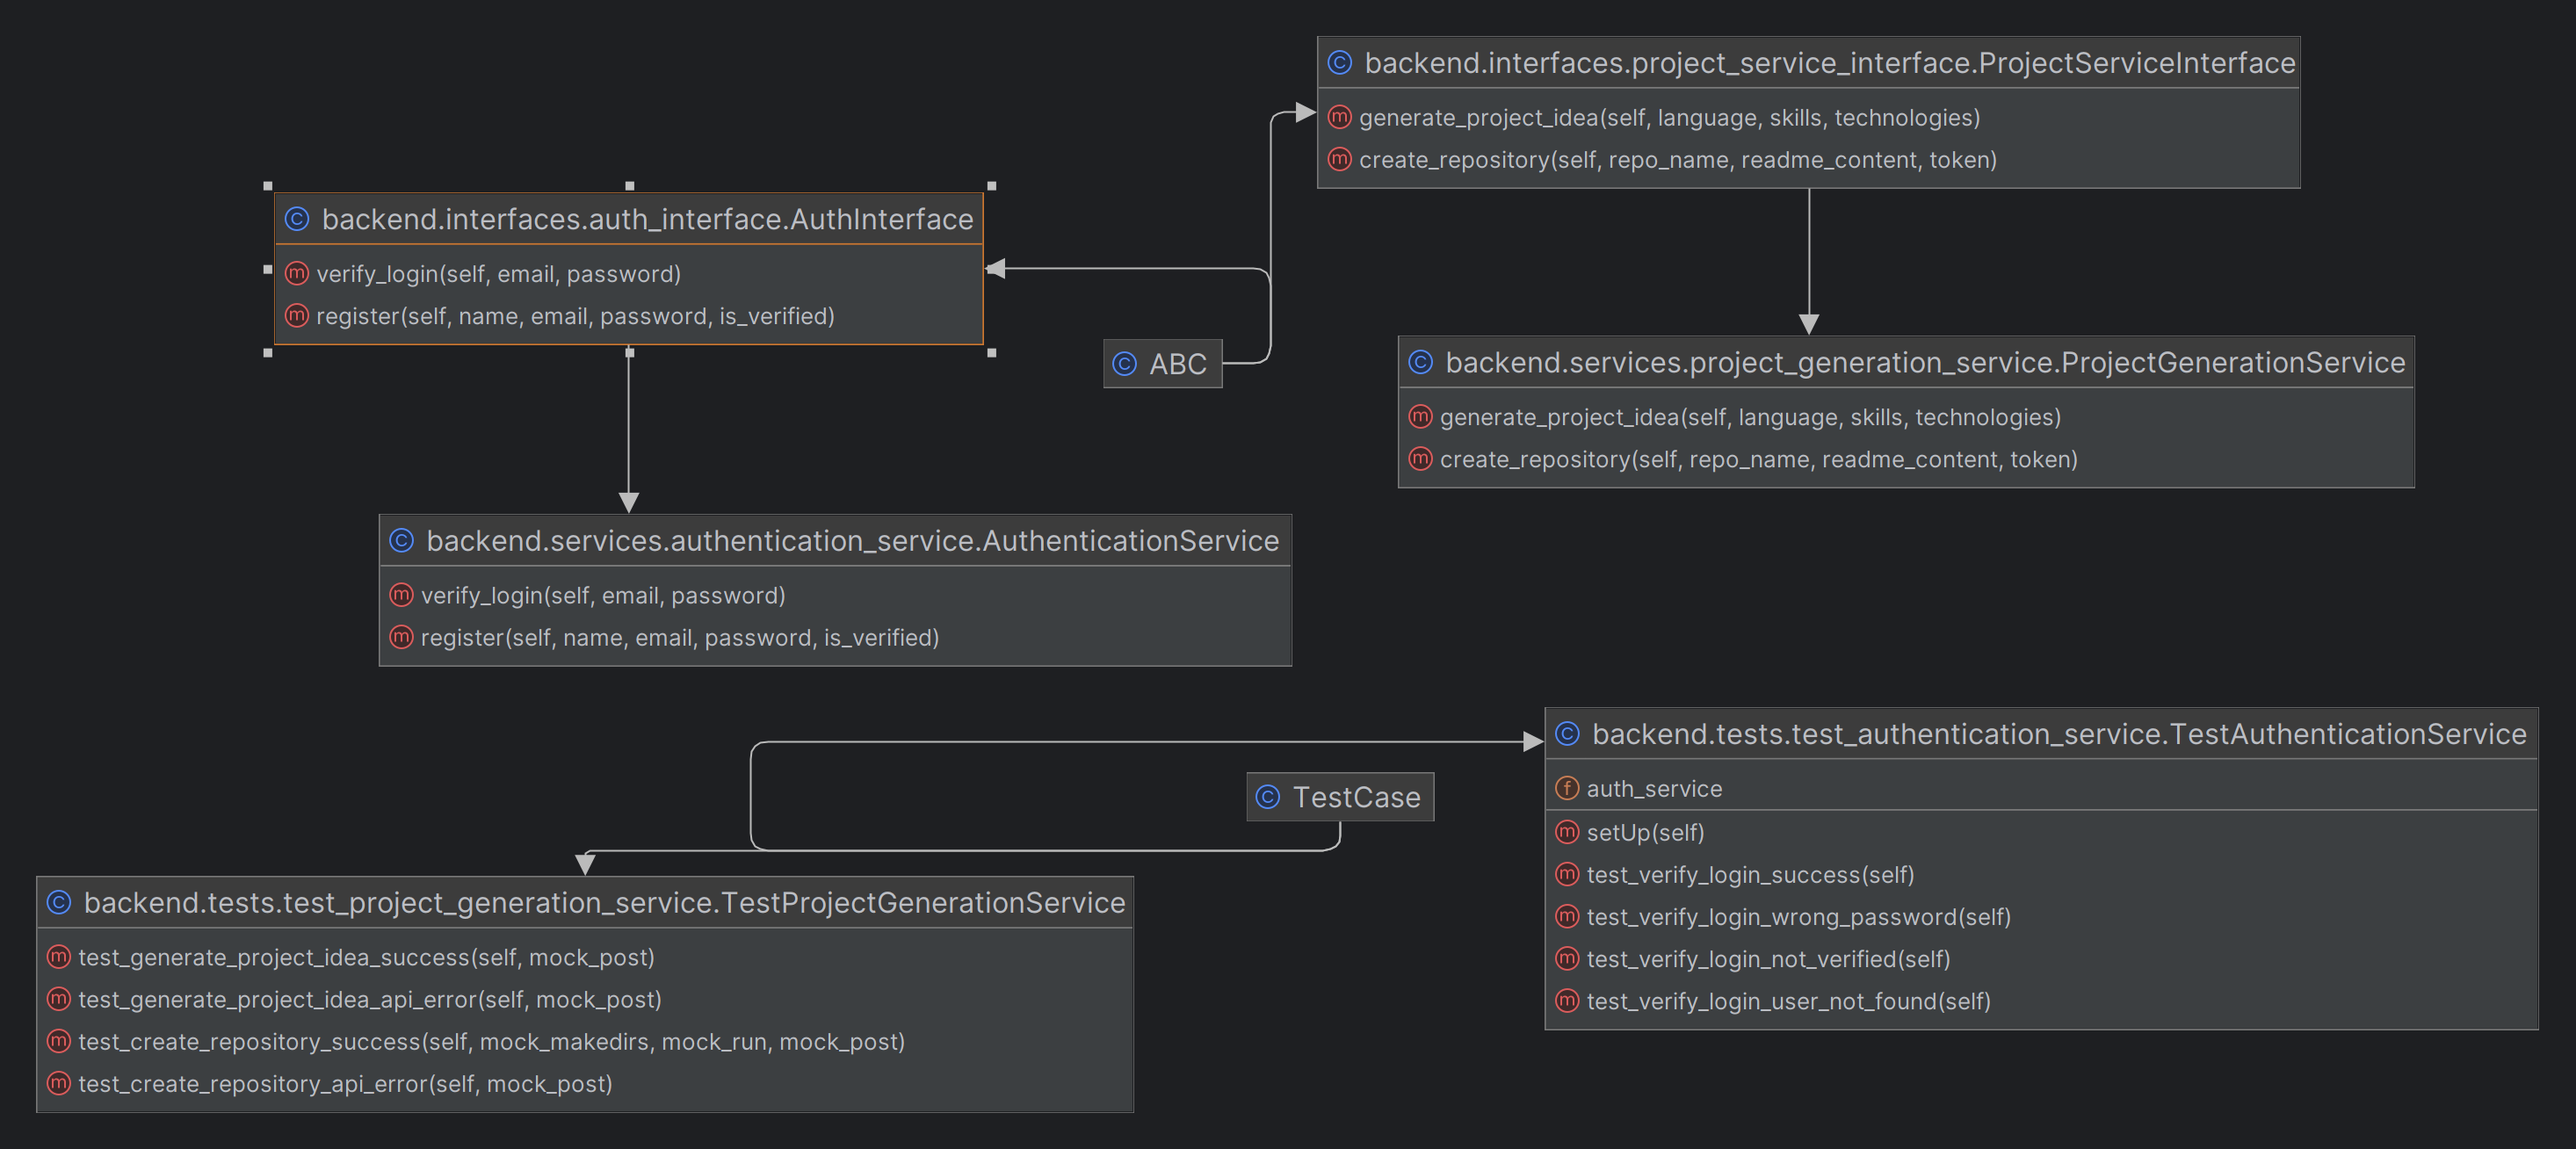 backend.interfaces.project_service_interface.ProjectServiceInterface
generate_project_idea(self, language, skills, technologies)
create_repository(self, repo_name, readme_content, token)
backend.interfaces.auth_interface.AuthInterface
verify_login(self, email, password)
register(self, name, email, password, is_verified)
ABC
backend.services.project_generation_service.ProjectGenerationService
generate_project_idea(self, language, skills, technologies)
create_repository(self, repo_name, readme_content, token)
backend.services.authentication_service.AuthenticationService
verify_login(self, email, password)
register(self, name, email, password, is_verified)
backend.tests.test_authentication_service.TestAuthenticationService
auth_service
setUp(self)
test_verify_login_success(self)
test_verify_login_wrong_password(self)
test_verify_login_not_verified(self)
test_verify_login_user_not_found(self)
TestCase
backend.tests.test_project_generation_service.TestProjectGenerationService
test_generate_project_idea_success(self, mock_post)
test_generate_project_idea_api_error(self, mock_post)
test_create_repository_success(self, mock_makedirs, mock_run, mock_post)
test_create_repository_api_error(self, mock_post)